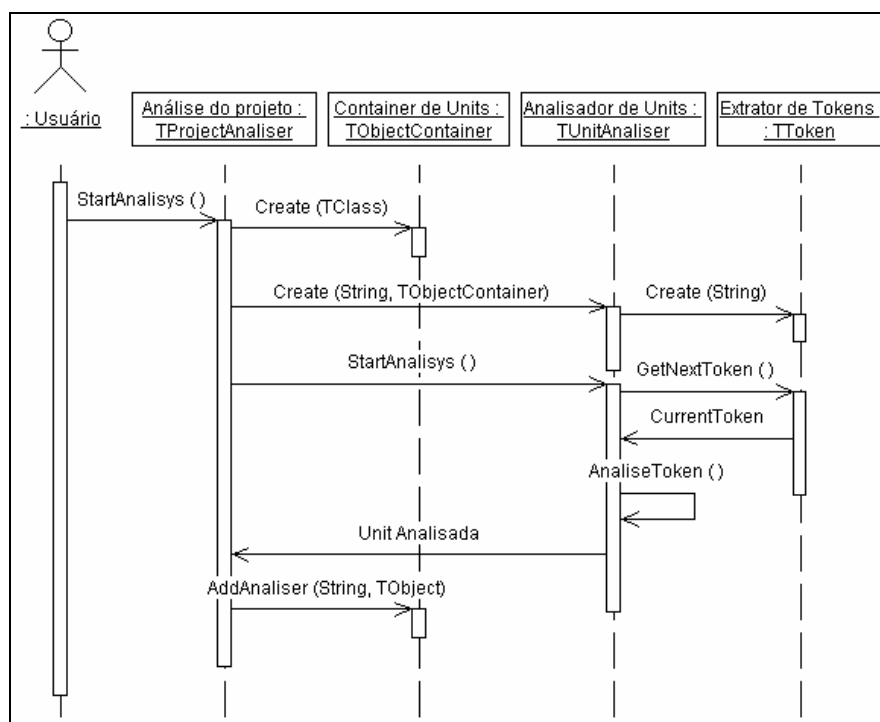 : Usuário
Análise do projeto :
TProjectAnaliser
Container de Units :
TObjectContainer
Analisador de Units :
TUnitAnaliser
Extrator de Tokens
: TToken
StartAnalisys ( )
Create (TClass)
Create (String, TObjectContainer)
Create (String)
StartAnalisys ( )
GetNextToken ( )
CurrentToken
AnaliseToken ( )
Unit Analisada
AddAnaliser (String, TObject)